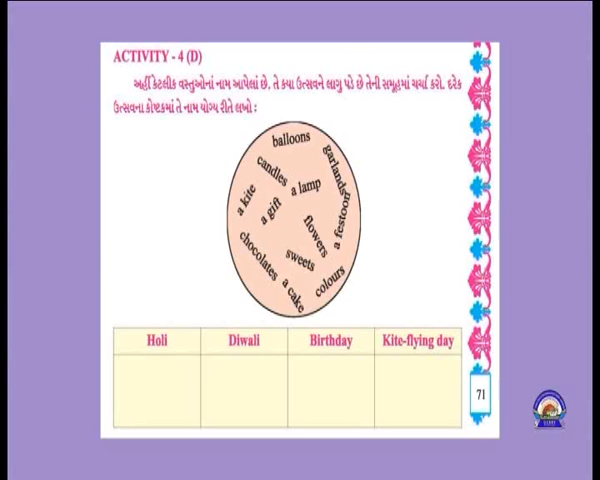 ACTIVITY - 4 (D)
અહીં કેટલીક વસ્તુઓનાં નામ આપેલાં છે. તે કયા ઉત્સવને લાગુ પડે છે તેની સમૂહમાં ચર્ચા કરો. દરેક
ઉત્સવના કોષ્ટકમાં તે નામ યોગ્ય રીતે લખો :
balloons
garlands
candles
a lamp
a kite
a gift
a festoon
flowers
chocolates
sweets
colours
a cake
Holi Diwali Birthday Kite-flying day
71